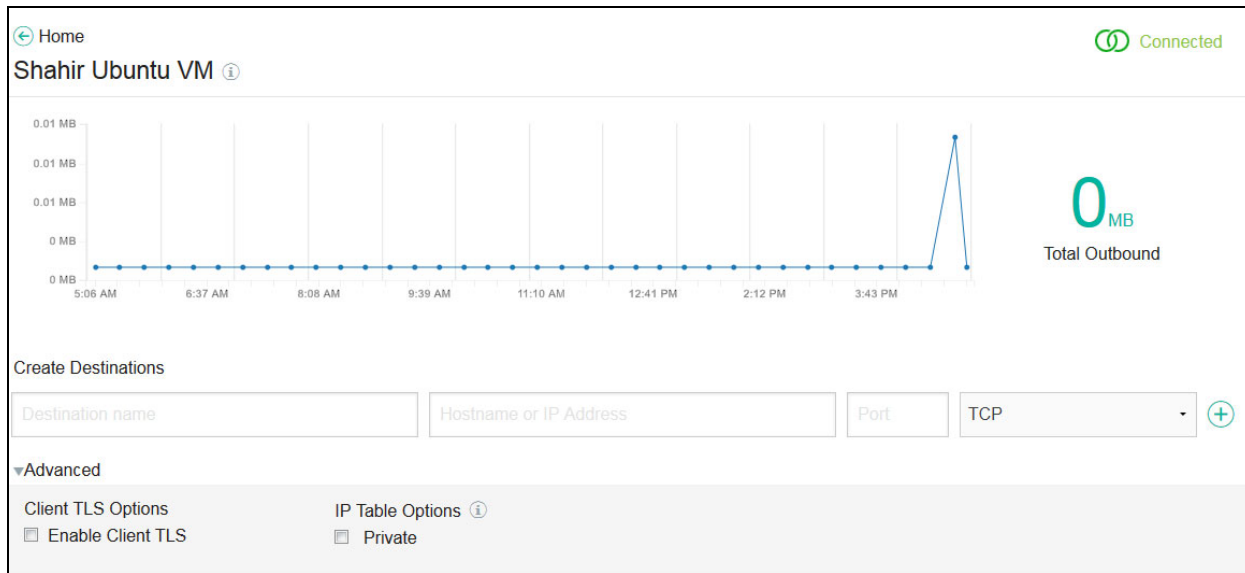 Home
Connected
Shahir Ubuntu VM
0.01 MB
0.01 MB
0.01 MB
0 MB
0 MB
5:06 AM 6:37 AM 8:08 AM 9:39 AM 11:10 AM 12:41 PM 2:12 PM 3:43 PM
0 MB
Total Outbound
Create Destinations
Destination name Hostname or IP Address Port TCP
Advanced
Client TLS Options IP Table Options
Enable Client TLS Private